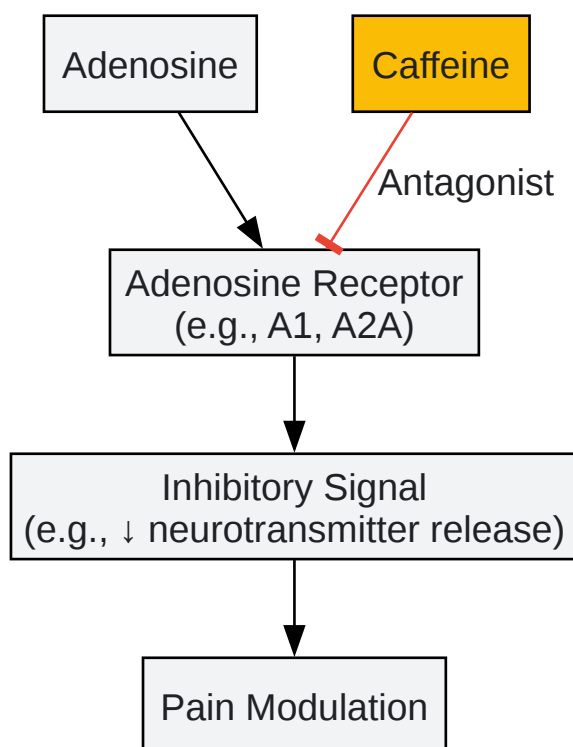 Adenosine
Caffeine
Antagonist
Adenosine Receptor
(e.g., A1, A2A)
Inhibitory Signal
(e.g., ↓ neurotransmitter release)
Pain Modulation